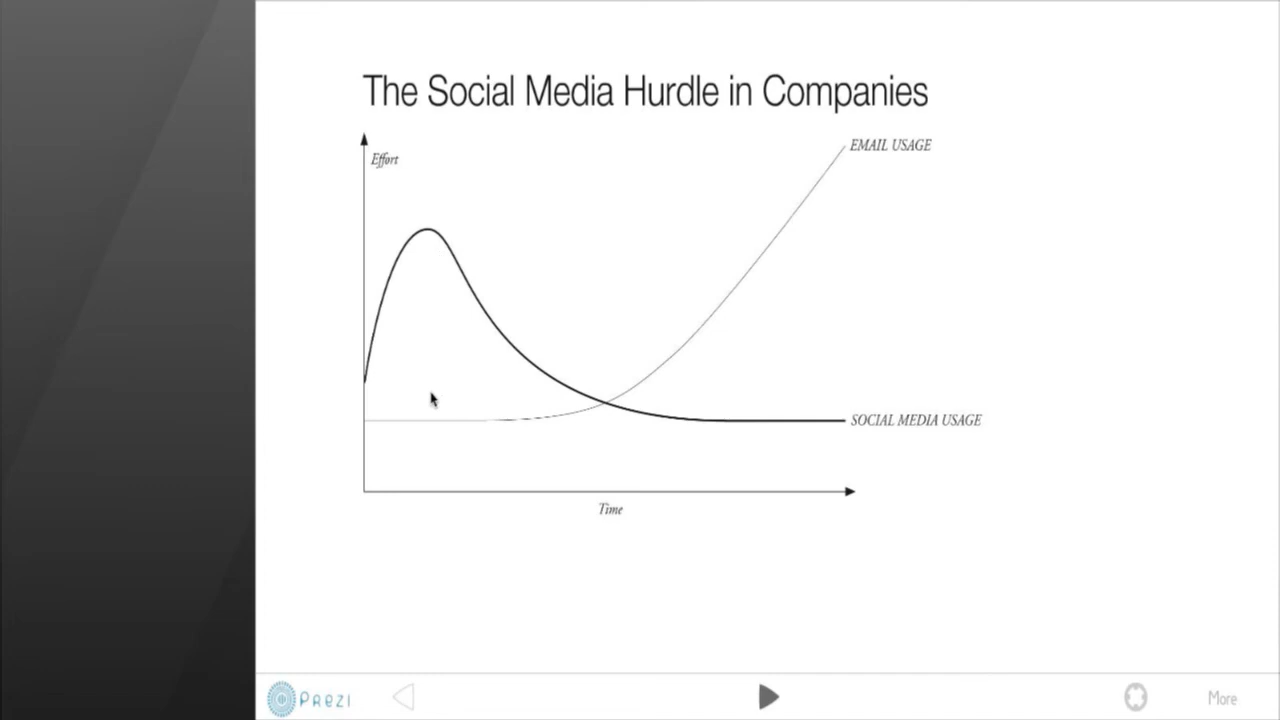 The Social Media Hurdle in Companies
Effort
EMAIL USAGE
SOCIAL MEDIA USAGE
Time
PREZI
More